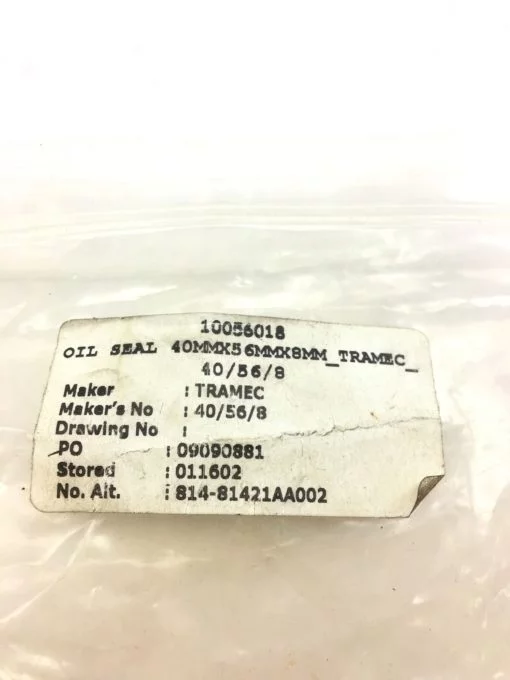 10056018
OIL SEAL 40MMX56MMX8MM_TRAMEC_
40/56/8
Maker : TRAMEC
Maker's No : 40/56/8
Drawing No :
PO : 09090881
Stored : 011602
No. Alt. : 814-81421AA002